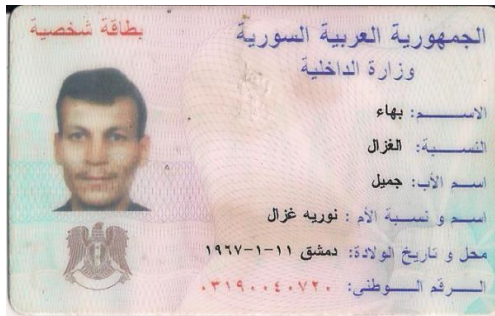 الجمهورية العربية السورية
بطاقة شخصية
وزارة الداخلية
الاسم: بهاء
النسبة: الغزال
اسم الأب: جميل
اسم و نسبة الأم: نوريه غزال
محل و تاريخ الولادة: دمشق ١١-١-١٩٦٧
الرقم الوطني: ٠٣١٩٠٠٤٠٧٢٠